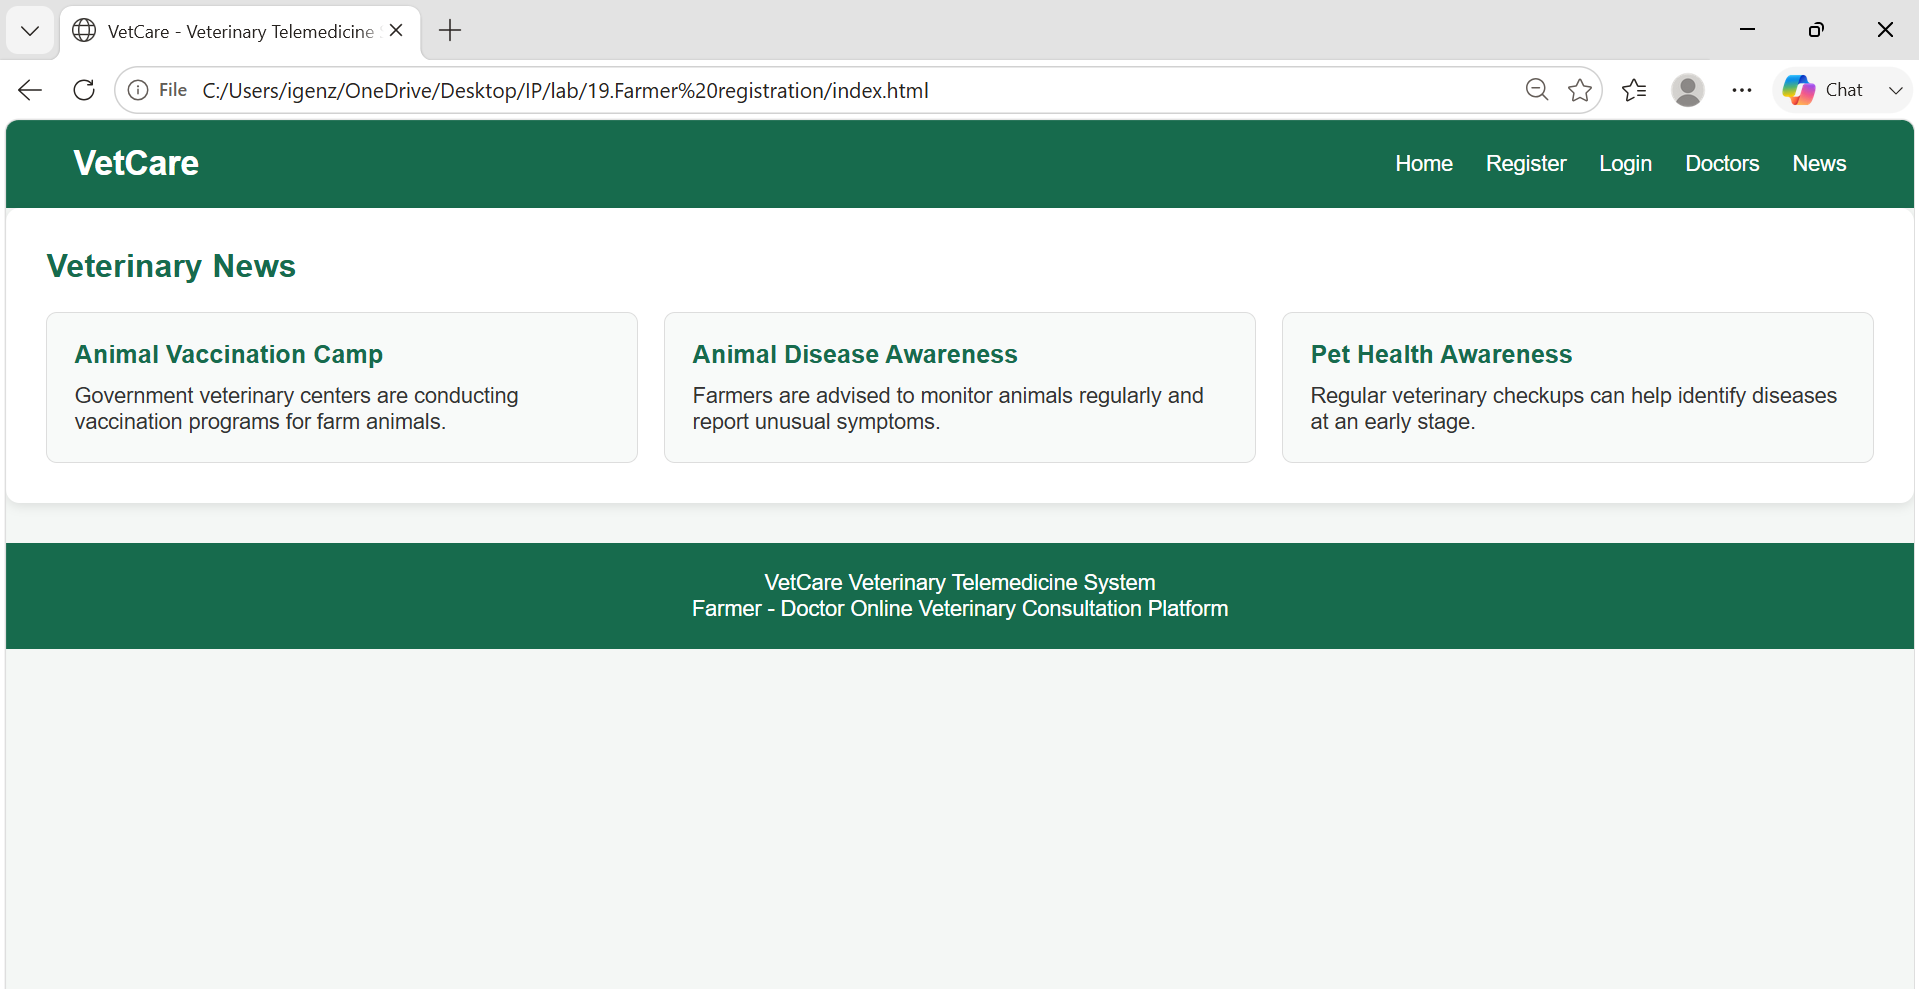 VetCare - Veterinary Telemedicine
File C:/Users/igenz/OneDrive/Desktop/IP/lab/19.Farmer%20registration/index.html
Chat
VetCare
Home Register Login Doctors News
Veterinary News
Animal Vaccination Camp
Government veterinary centers are conducting
vaccination programs for farm animals.
Animal Disease Awareness
Farmers are advised to monitor animals regularly and
report unusual symptoms.
Pet Health Awareness
Regular veterinary checkups can help identify diseases
at an early stage.
VetCare Veterinary Telemedicine System
Farmer - Doctor Online Veterinary Consultation Platform